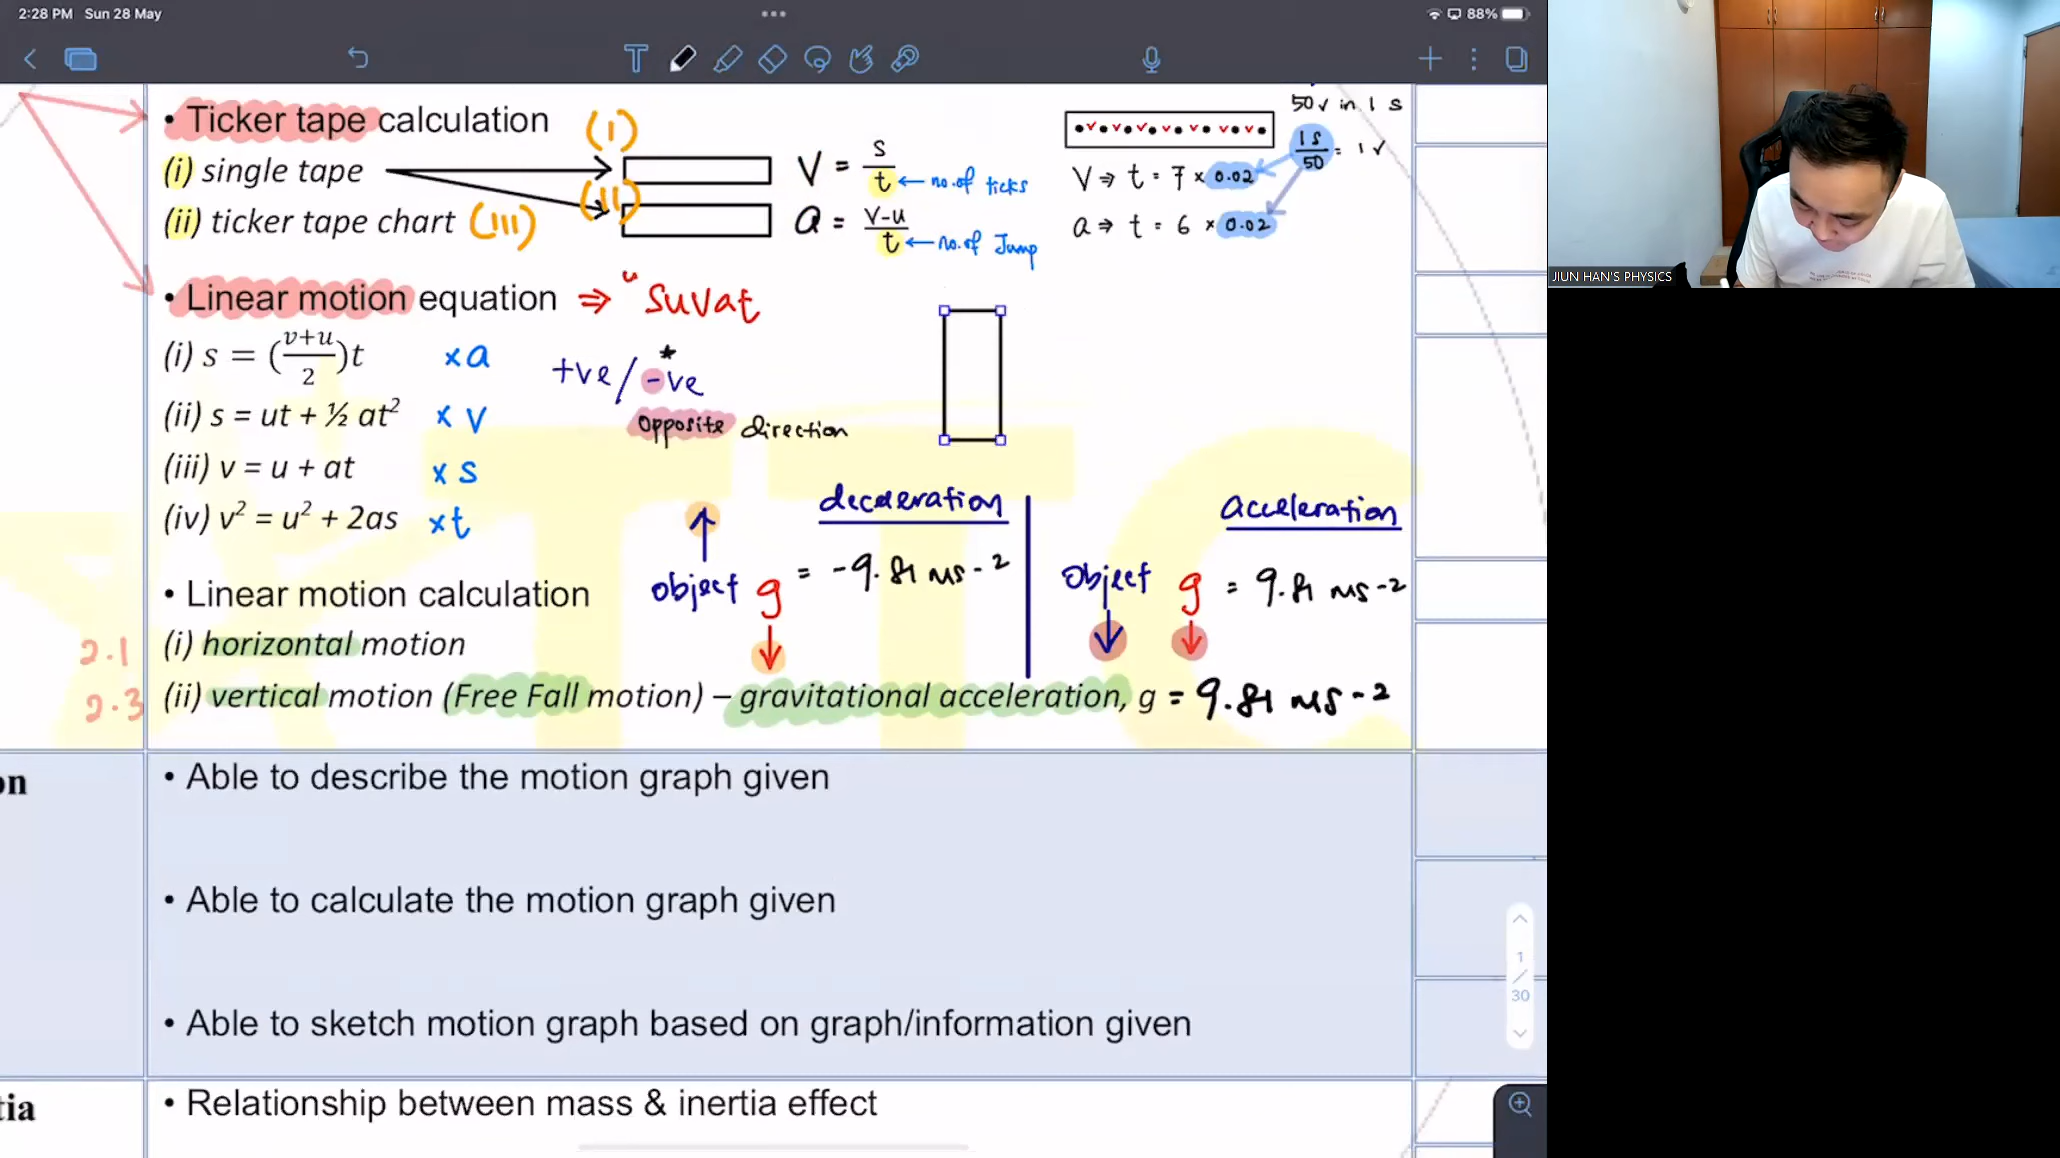 2:28 PM Sun 28 May
88%
50✓ in 1 s
• Ticker tape calculation (I)
1s/50 = 1✓
(i) single tape
V = s/t ← no. of ticks
V ⇒ t = 7 × 0.02
(II)
(ii) ticker tape chart (III)
a = v-u/t ← no. of Jump
a ⇒ t = 6 × 0.02
JIUN HAN'S PHYSICS
• Linear motion equation ⇒ " suvat
(i) s = (v+u/2)t × a
+ve / -ve *
(ii) s = ut + ½ at² × v
opposite direction
(iii) v = u + at × s
(iv) v² = u² + 2as × t
deceleration
acceleration
object g = -9.81 ms-2
object g = 9.81 ms-2
• Linear motion calculation
2.1 (i) horizontal motion
2.3 (ii) vertical motion (Free Fall motion) – gravitational acceleration, g = 9.81 ms-2
on
• Able to describe the motion graph given
• Able to calculate the motion graph given
1
/
30
• Able to sketch motion graph based on graph/information given
tia
• Relationship between mass & inertia effect